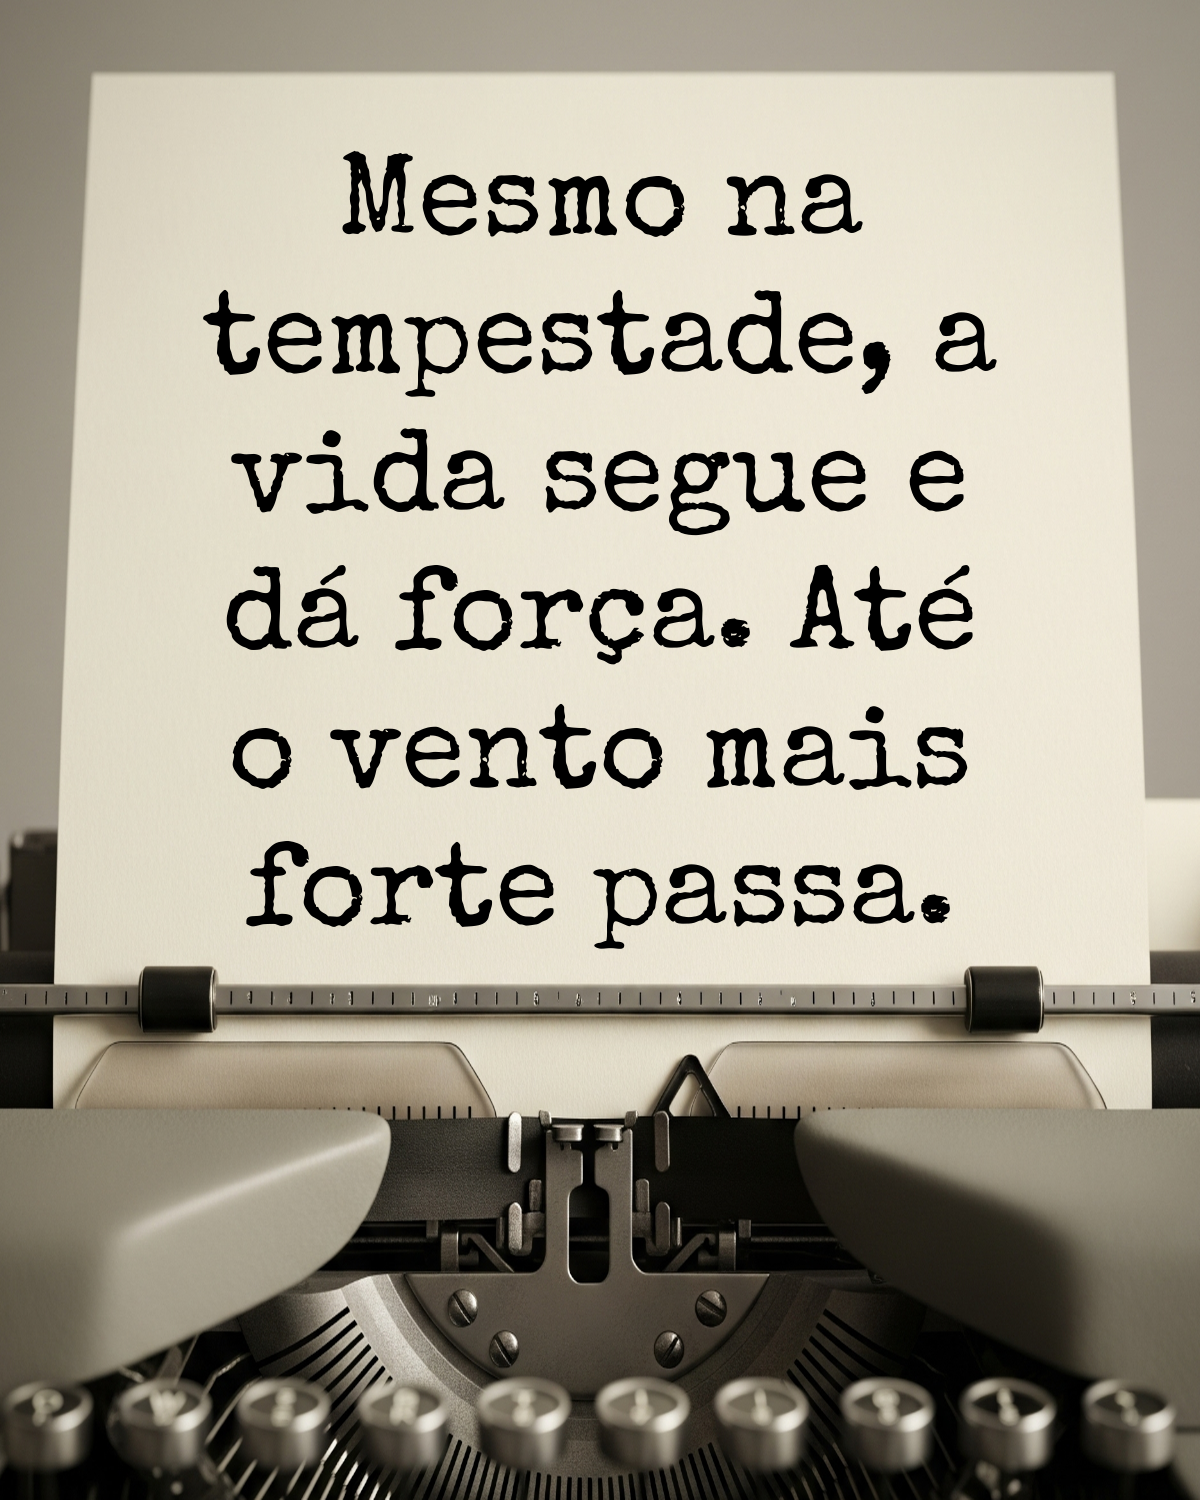 Mesmo na
tempestade, a
vida segue e
dá força. Até
o vento mais
forte passa.